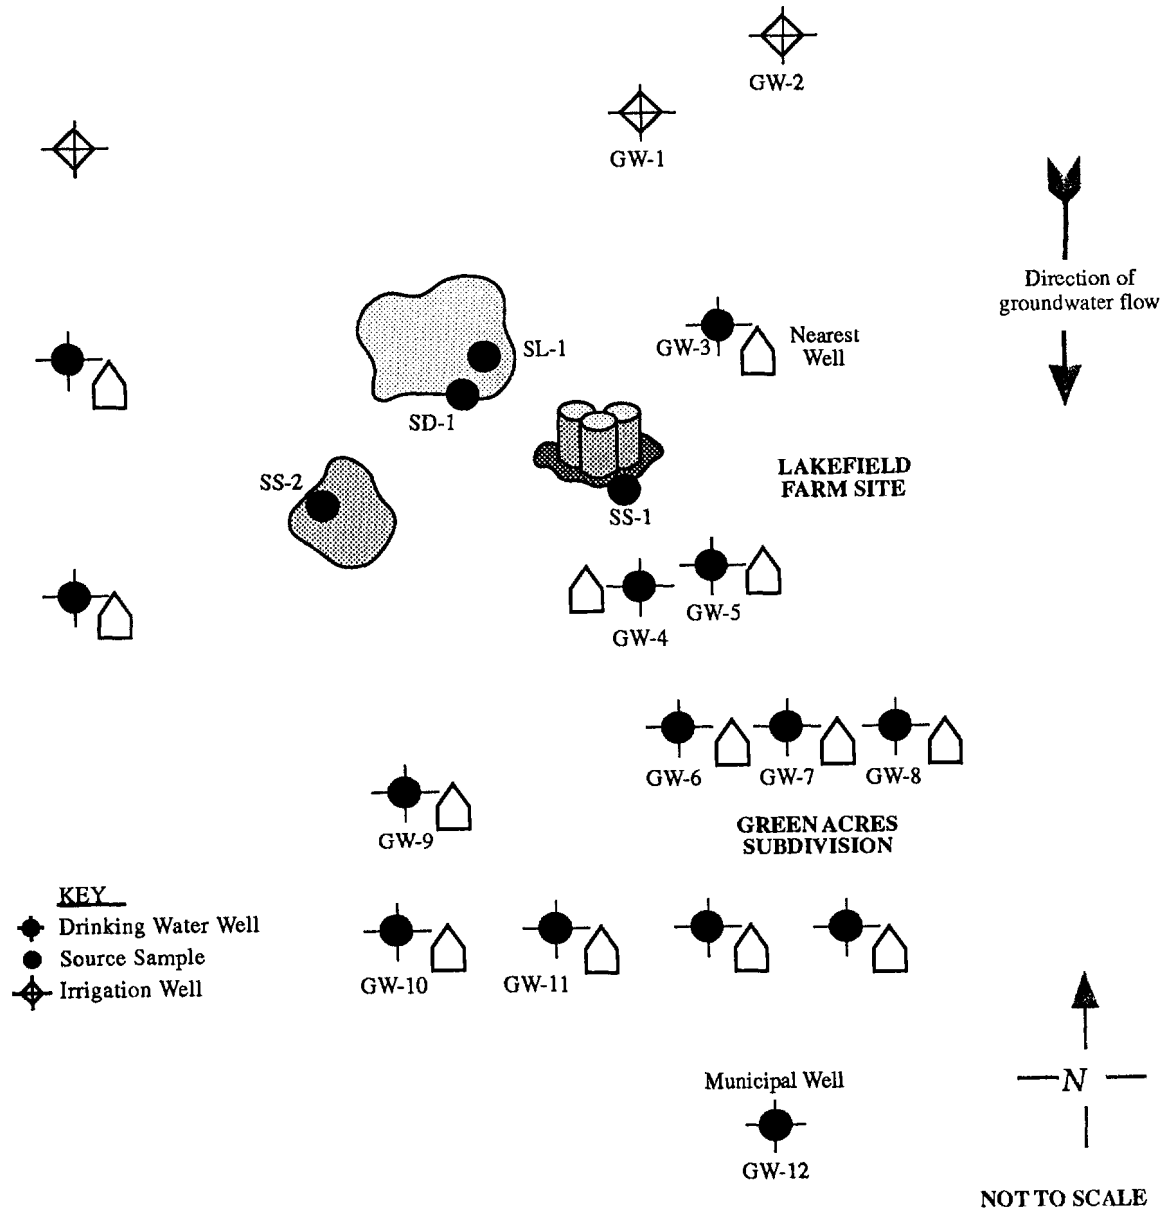 GW-2
GW-1
Direction of
groundwater flow
SL-1
GW-3
Nearest
Well
SD-1
LAKEFIELD
FARM SITE
SS-2
SS-1
GW-5
GW-4
GW-6
GW-7
GW-8
GREEN ACRES
SUBDIVISION
GW-9
KEY
Drinking Water Well
Source Sample
Irrigation Well
GW-10
GW-11
Municipal Well
N
GW-12
NOT TO SCALE